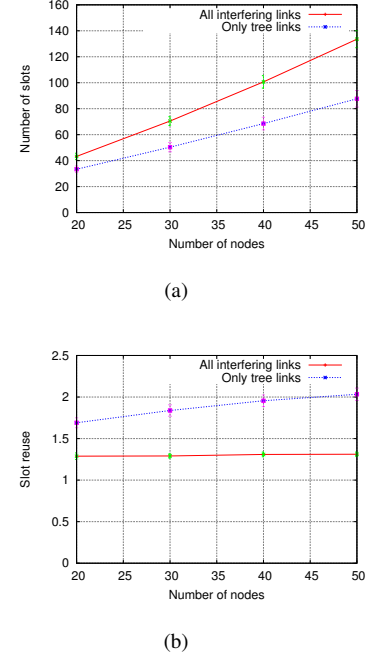 160
140
120
100
80
60
40
20
0
Number of slots
All interfering links
Only tree links
20 25 30 35 40 45 50
Number of nodes
(a)
2.5
2
1.5
1
0.5
0
Slot reuse
All interfering links
Only tree links
20 25 30 35 40 45 50
Number of nodes
(b)